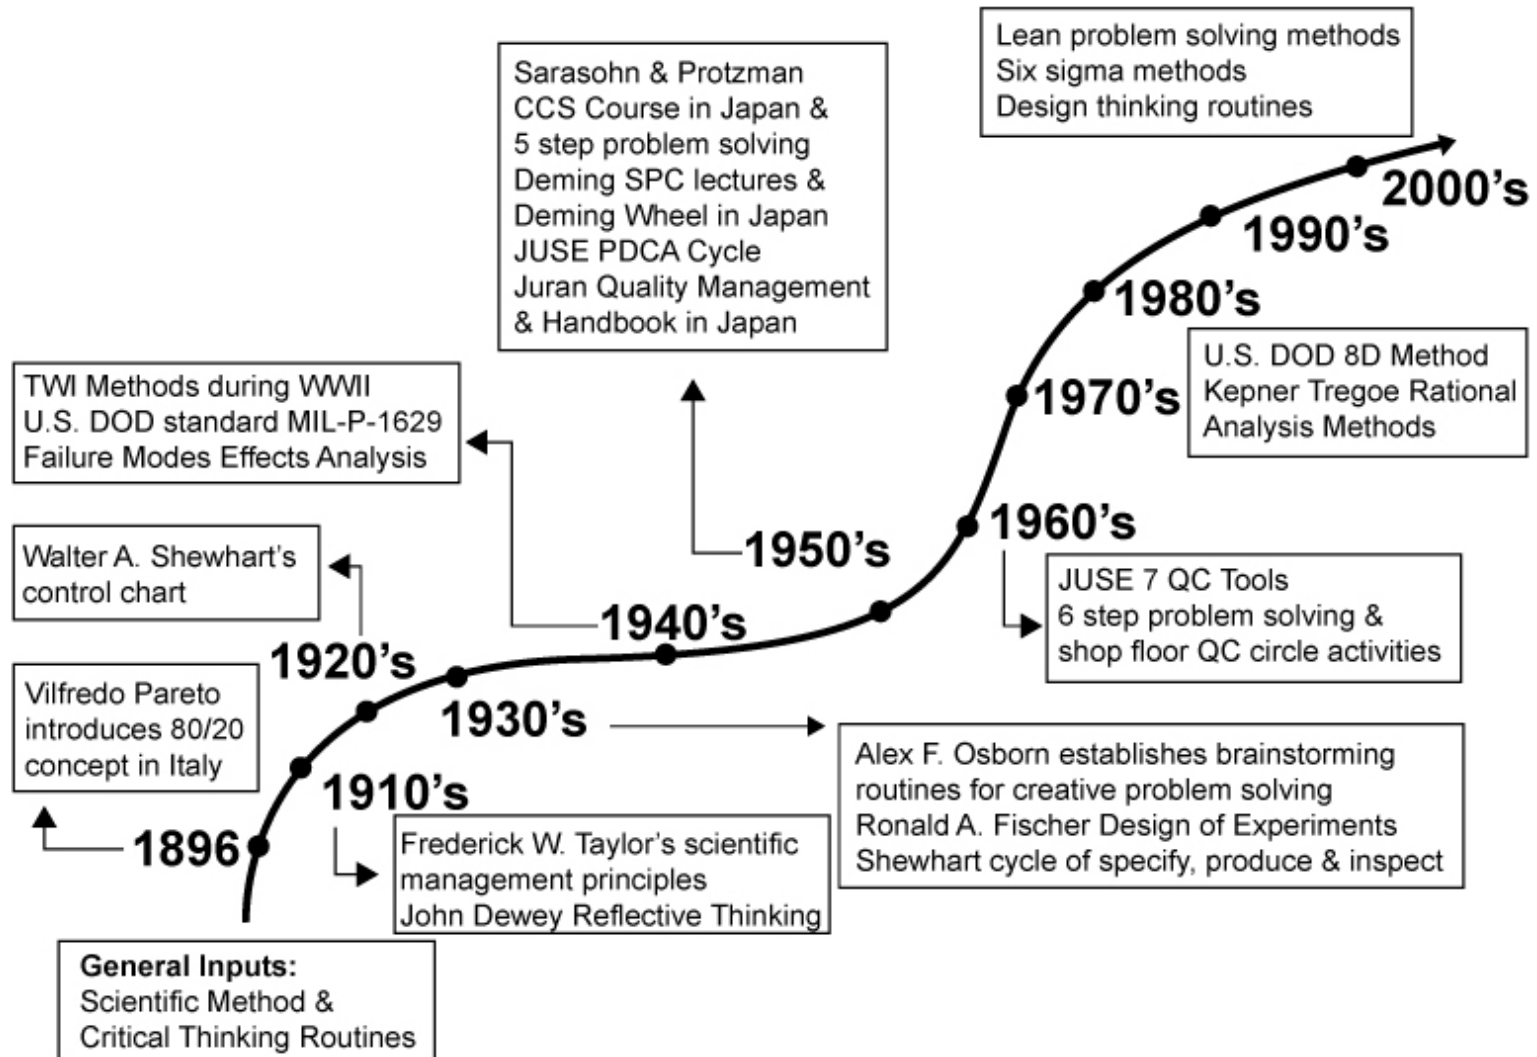 Lean problem solving methods
Six sigma methods
Design thinking routines
Sarasohn & Protzman
CCS Course in Japan &
5 step problem solving
Deming SPC lectures &
Deming Wheel in Japan
JUSE PDCA Cycle
Juran Quality Management
& Handbook in Japan
2000's
1990's
1980's
U.S. DOD 8D Method
Kepner Tregoe Rational
Analysis Methods
1970's
TWI Methods during WWII
U.S. DOD standard MIL-P-1629
Failure Modes Effects Analysis
1960's
JUSE 7 QC Tools
6 step problem solving &
shop floor QC circle activities
1950's
Walter A. Shewhart's
control chart
1940's
1920's
Vilfredo Pareto
introduces 80/20
concept in Italy
1930's
Alex F. Osborn establishes brainstorming
routines for creative problem solving
Ronald A. Fischer Design of Experiments
Shewhart cycle of specify, produce & inspect
1910's
1896
Frederick W. Taylor's scientific
management principles
John Dewey Reflective Thinking
General Inputs:
Scientific Method &
Critical Thinking Routines